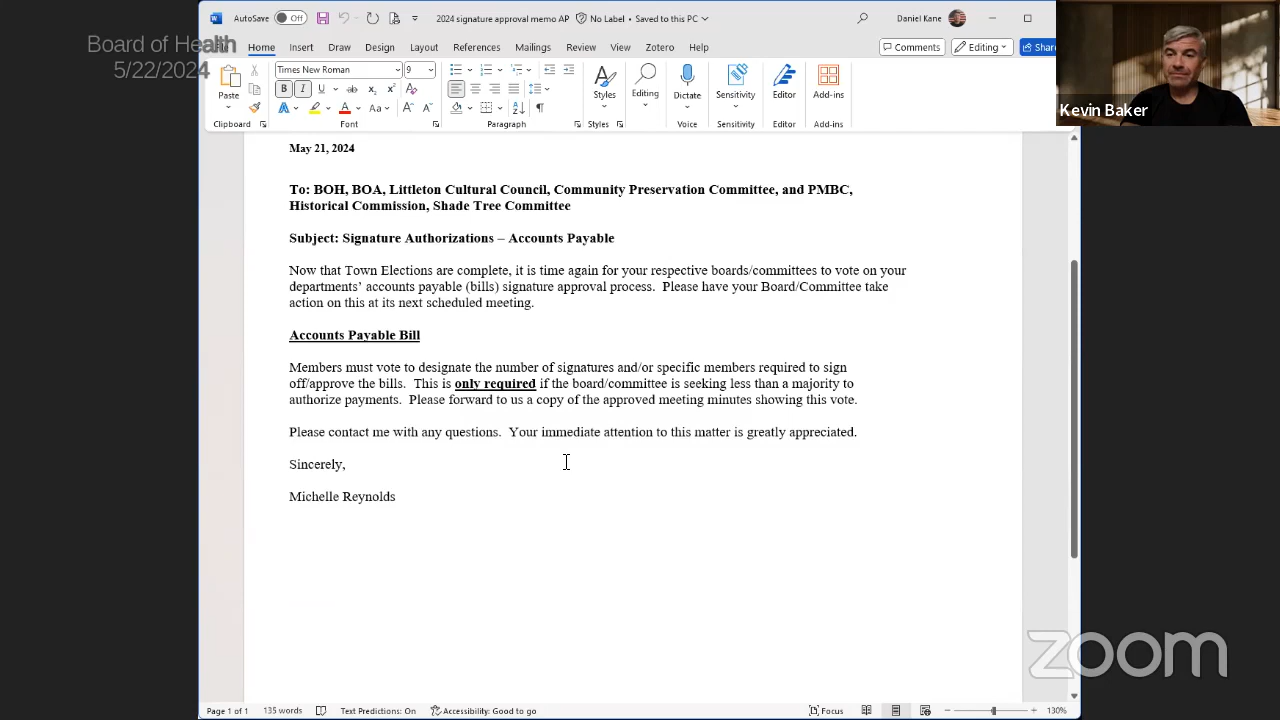 AutoSave Off
2024 signature approval memo AP
No Label • Saved to this PC
Daniel Kane
Board of Health
5/22/2024
Home Insert Draw Design Layout References Mailings Review View Zotero Help
Comments Editing Share
Times New Roman 9
Paste Styles Editing Dictate Sensitivity Editor Add-ins
Clipboard Font Paragraph Styles Voice Sensitivity Editor Add-ins
Kevin Baker
May 21, 2024
To: BOH, BOA, Littleton Cultural Council, Community Preservation Committee, and PMBC,
Historical Commission, Shade Tree Committee
Subject: Signature Authorizations – Accounts Payable
Now that Town Elections are complete, it is time again for your respective boards/committees to vote on your
departments’ accounts payable (bills) signature approval process. Please have your Board/Committee take
action on this at its next scheduled meeting.
Accounts Payable Bill
Members must vote to designate the number of signatures and/or specific members required to sign
off/approve the bills. This is only required if the board/committee is seeking less than a majority to
authorize payments. Please forward to us a copy of the approved meeting minutes showing this vote.
Please contact me with any questions. Your immediate attention to this matter is greatly appreciated.
Sincerely,
Michelle Reynolds
zoom
Page 1 of 1 135 words Text Predictions: On Accessibility: Good to go Focus 130%